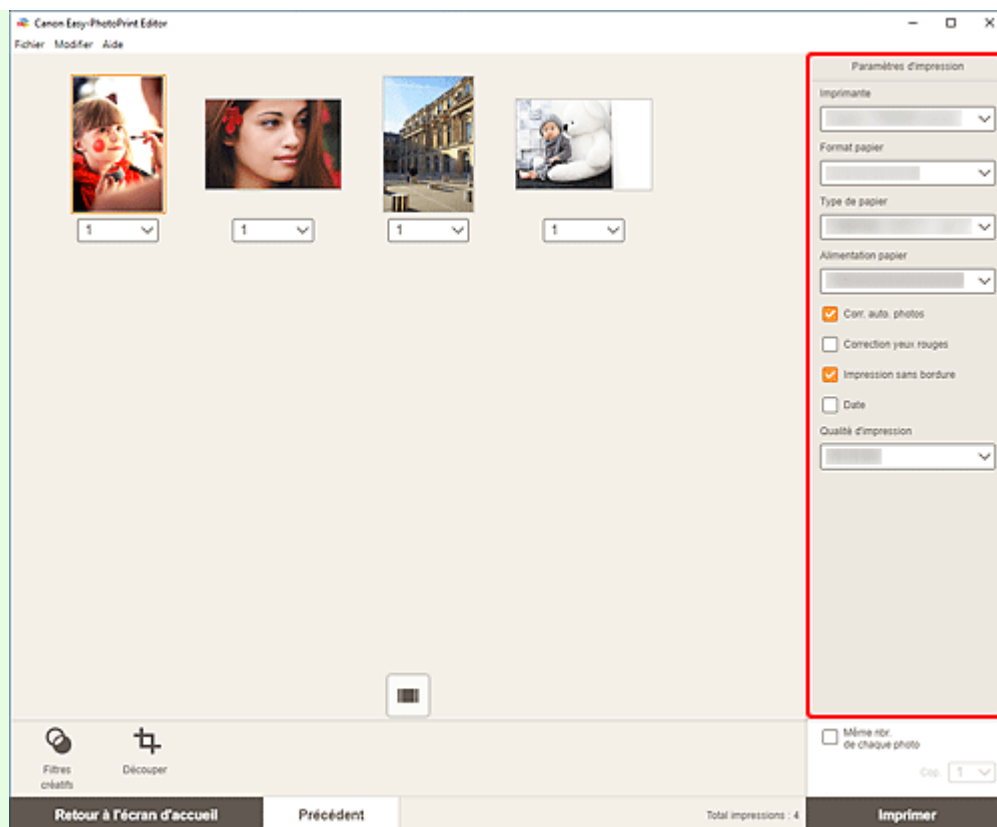 Canon Easy-PhotoPrint Editor
Fichier Modifier Aide
1
1
1
1
Paramètres d'impression
Imprimante
Format papier
Type de papier
Alimentation papier
Corr. auto. photos
Correction yeux rouges
Impression sans bordure
Date
Qualité d'impression
Filtres
créatifs
Découper
Même nbr.
de chaque photo
Cop. 1
Retour à l'écran d'accueil
Précédent
Total impressions : 4
Imprimer